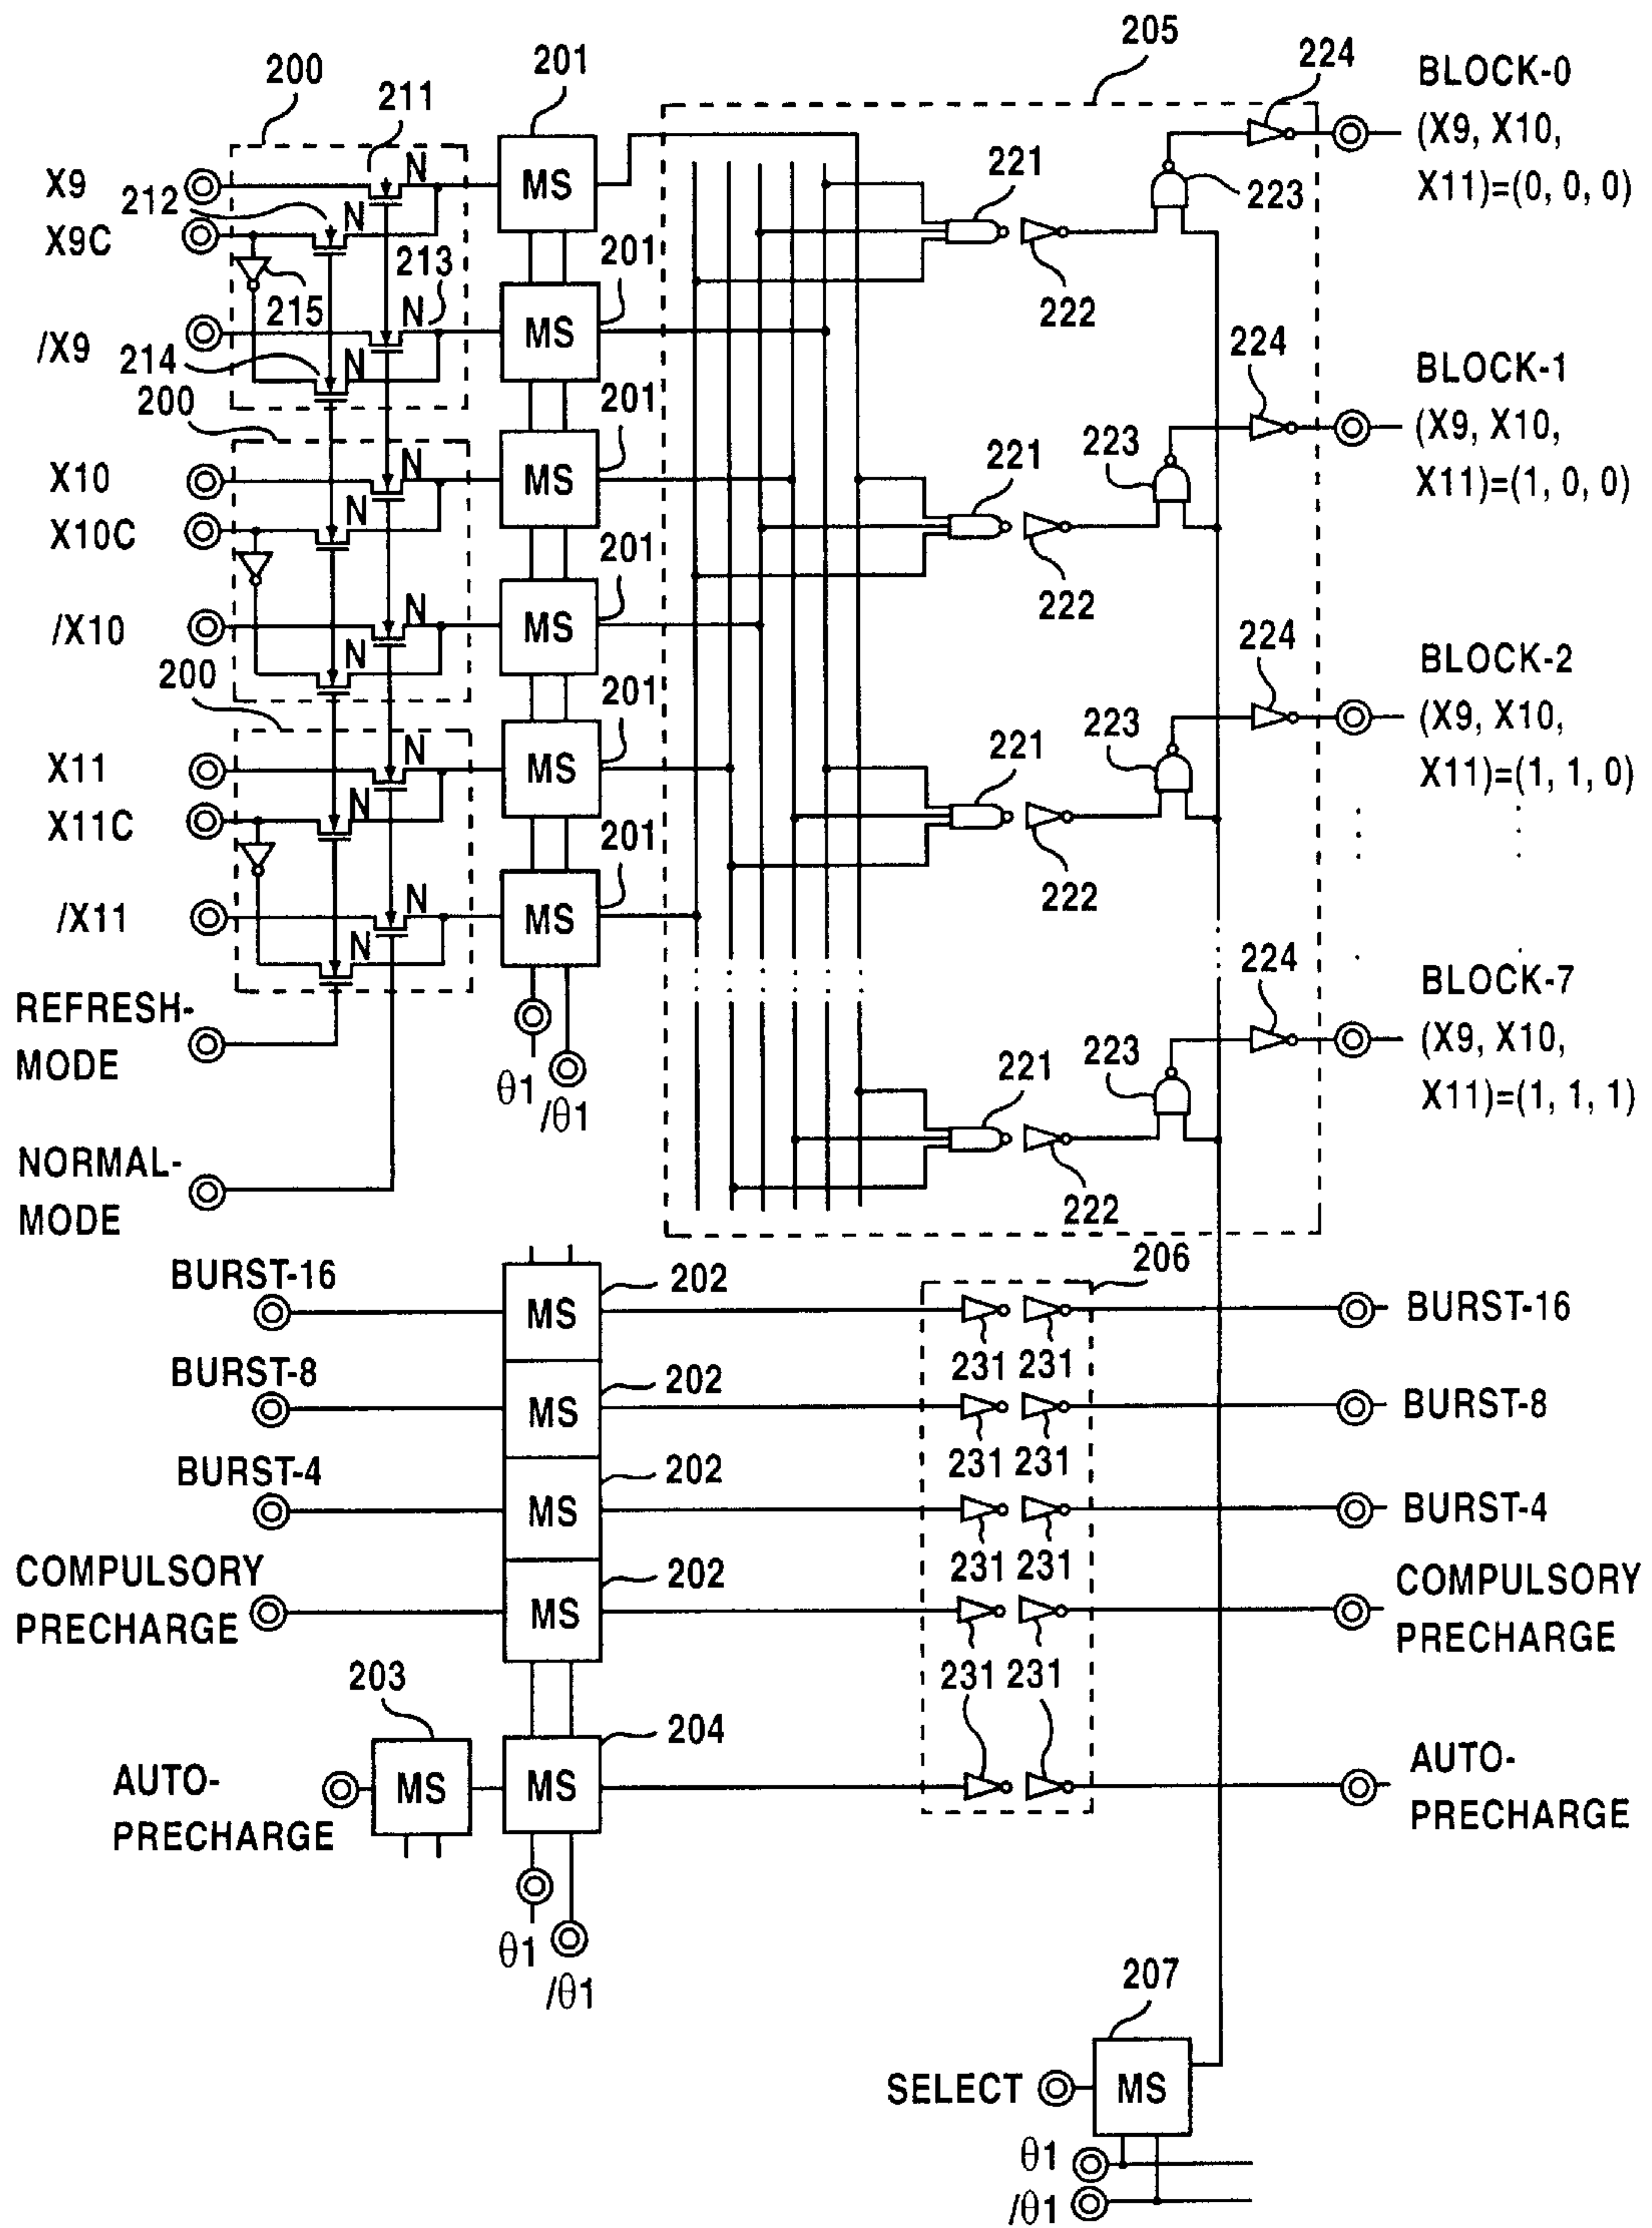 205
224
BLOCK-0
(X9, X10,
X11)=(0, 0, 0)
200
211
201
N
MS
X9
212
N
X9C
221
223
222
215
213
201
N
MS
/X9
214
N
200
224
BLOCK-1
(X9, X10,
X11)=(1, 0, 0)
201
N
MS
X10
N
X10C
221
223
222
201
N
MS
/X10
N
200
224
BLOCK-2
(X9, X10,
X11)=(1, 1, 0)
201
N
MS
X11
N
X11C
221
223
222
201
N
MS
/X11
N
224
BLOCK-7
(X9, X10,
X11)=(1, 1, 1)
REFRESH-
MODE
θ1
/θ1
221
223
222
NORMAL-
MODE
206
BURST-16
MS
202
231
231
BURST-16
BURST-8
MS
202
231
231
BURST-8
BURST-4
MS
202
231
231
BURST-4
COMPULSORY
PRECHARGE
MS
202
231
231
COMPULSORY
PRECHARGE
203
204
AUTO-
PRECHARGE
MS
MS
AUTO-
PRECHARGE
θ1
/θ1
207
SELECT
MS
θ1
/θ1